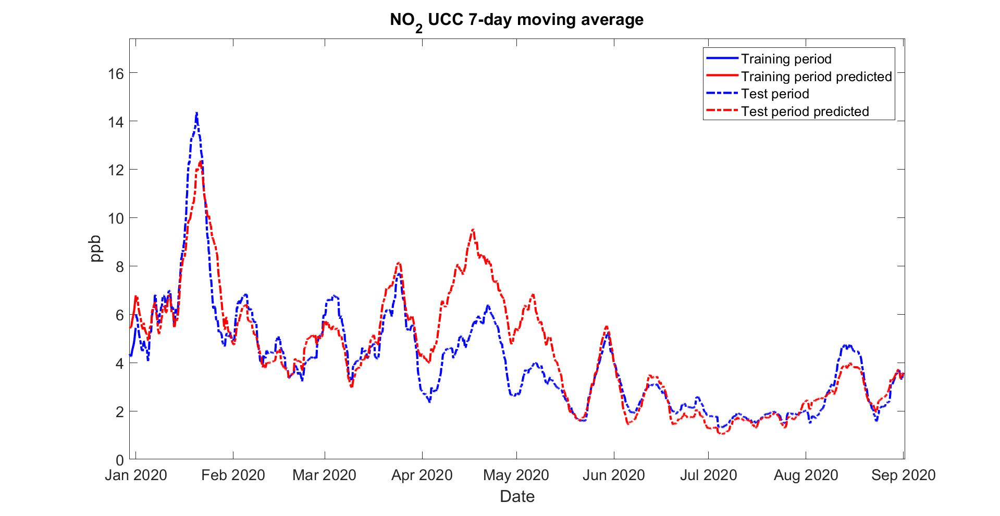 NO2 UCC 7-day moving average
Training period
Training period predicted
Test period
Test period predicted
16
14
12
10
8
6
4
2
0
ppb
Jan 2020 Feb 2020 Mar 2020 Apr 2020 May 2020 Jun 2020 Jul 2020 Aug 2020 Sep 2020
Date